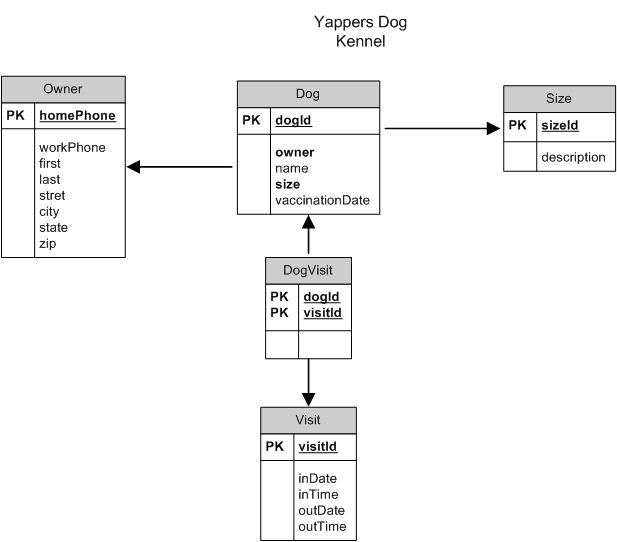 Yappers Dog
Kennel
Owner
PK homePhone
workPhone
first
last
stret
city
state
zip
Dog
PK dogId
owner
name
size
vaccinationDate
Size
PK sizeId
description
DogVisit
PK dogId
PK visitId
Visit
PK visitId
inDate
inTime
outDate
outTime